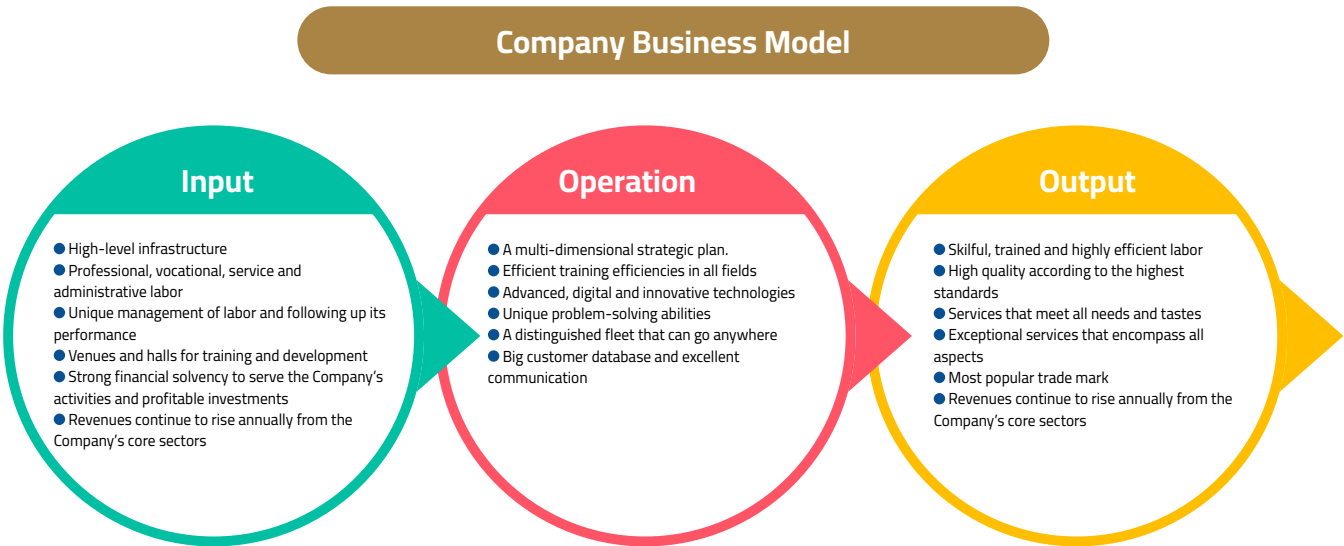 Company Business Model
Input
● High-level infrastructure
● Professional, vocational, service and
administrative labor
● Unique management of labor and following up its
performance
● Venues and halls for training and development
● Strong financial solvency to serve the Company's
activities and profitable investments
● Revenues continue to rise annually from the
Company's core sectors
Operation
● A multi-dimensional strategic plan.
● Efficient training efficiencies in all fields
● Advanced, digital and innovative technologies
● Unique problem-solving abilities
● A distinguished fleet that can go anywhere
● Big customer database and excellent
communication
Output
● Skilful, trained and highly efficient labor
● High quality according to the highest
standards
● Services that meet all needs and tastes
● Exceptional services that encompass all
aspects
● Most popular trade mark
● Revenues continue to rise annually from the
Company's core sectors